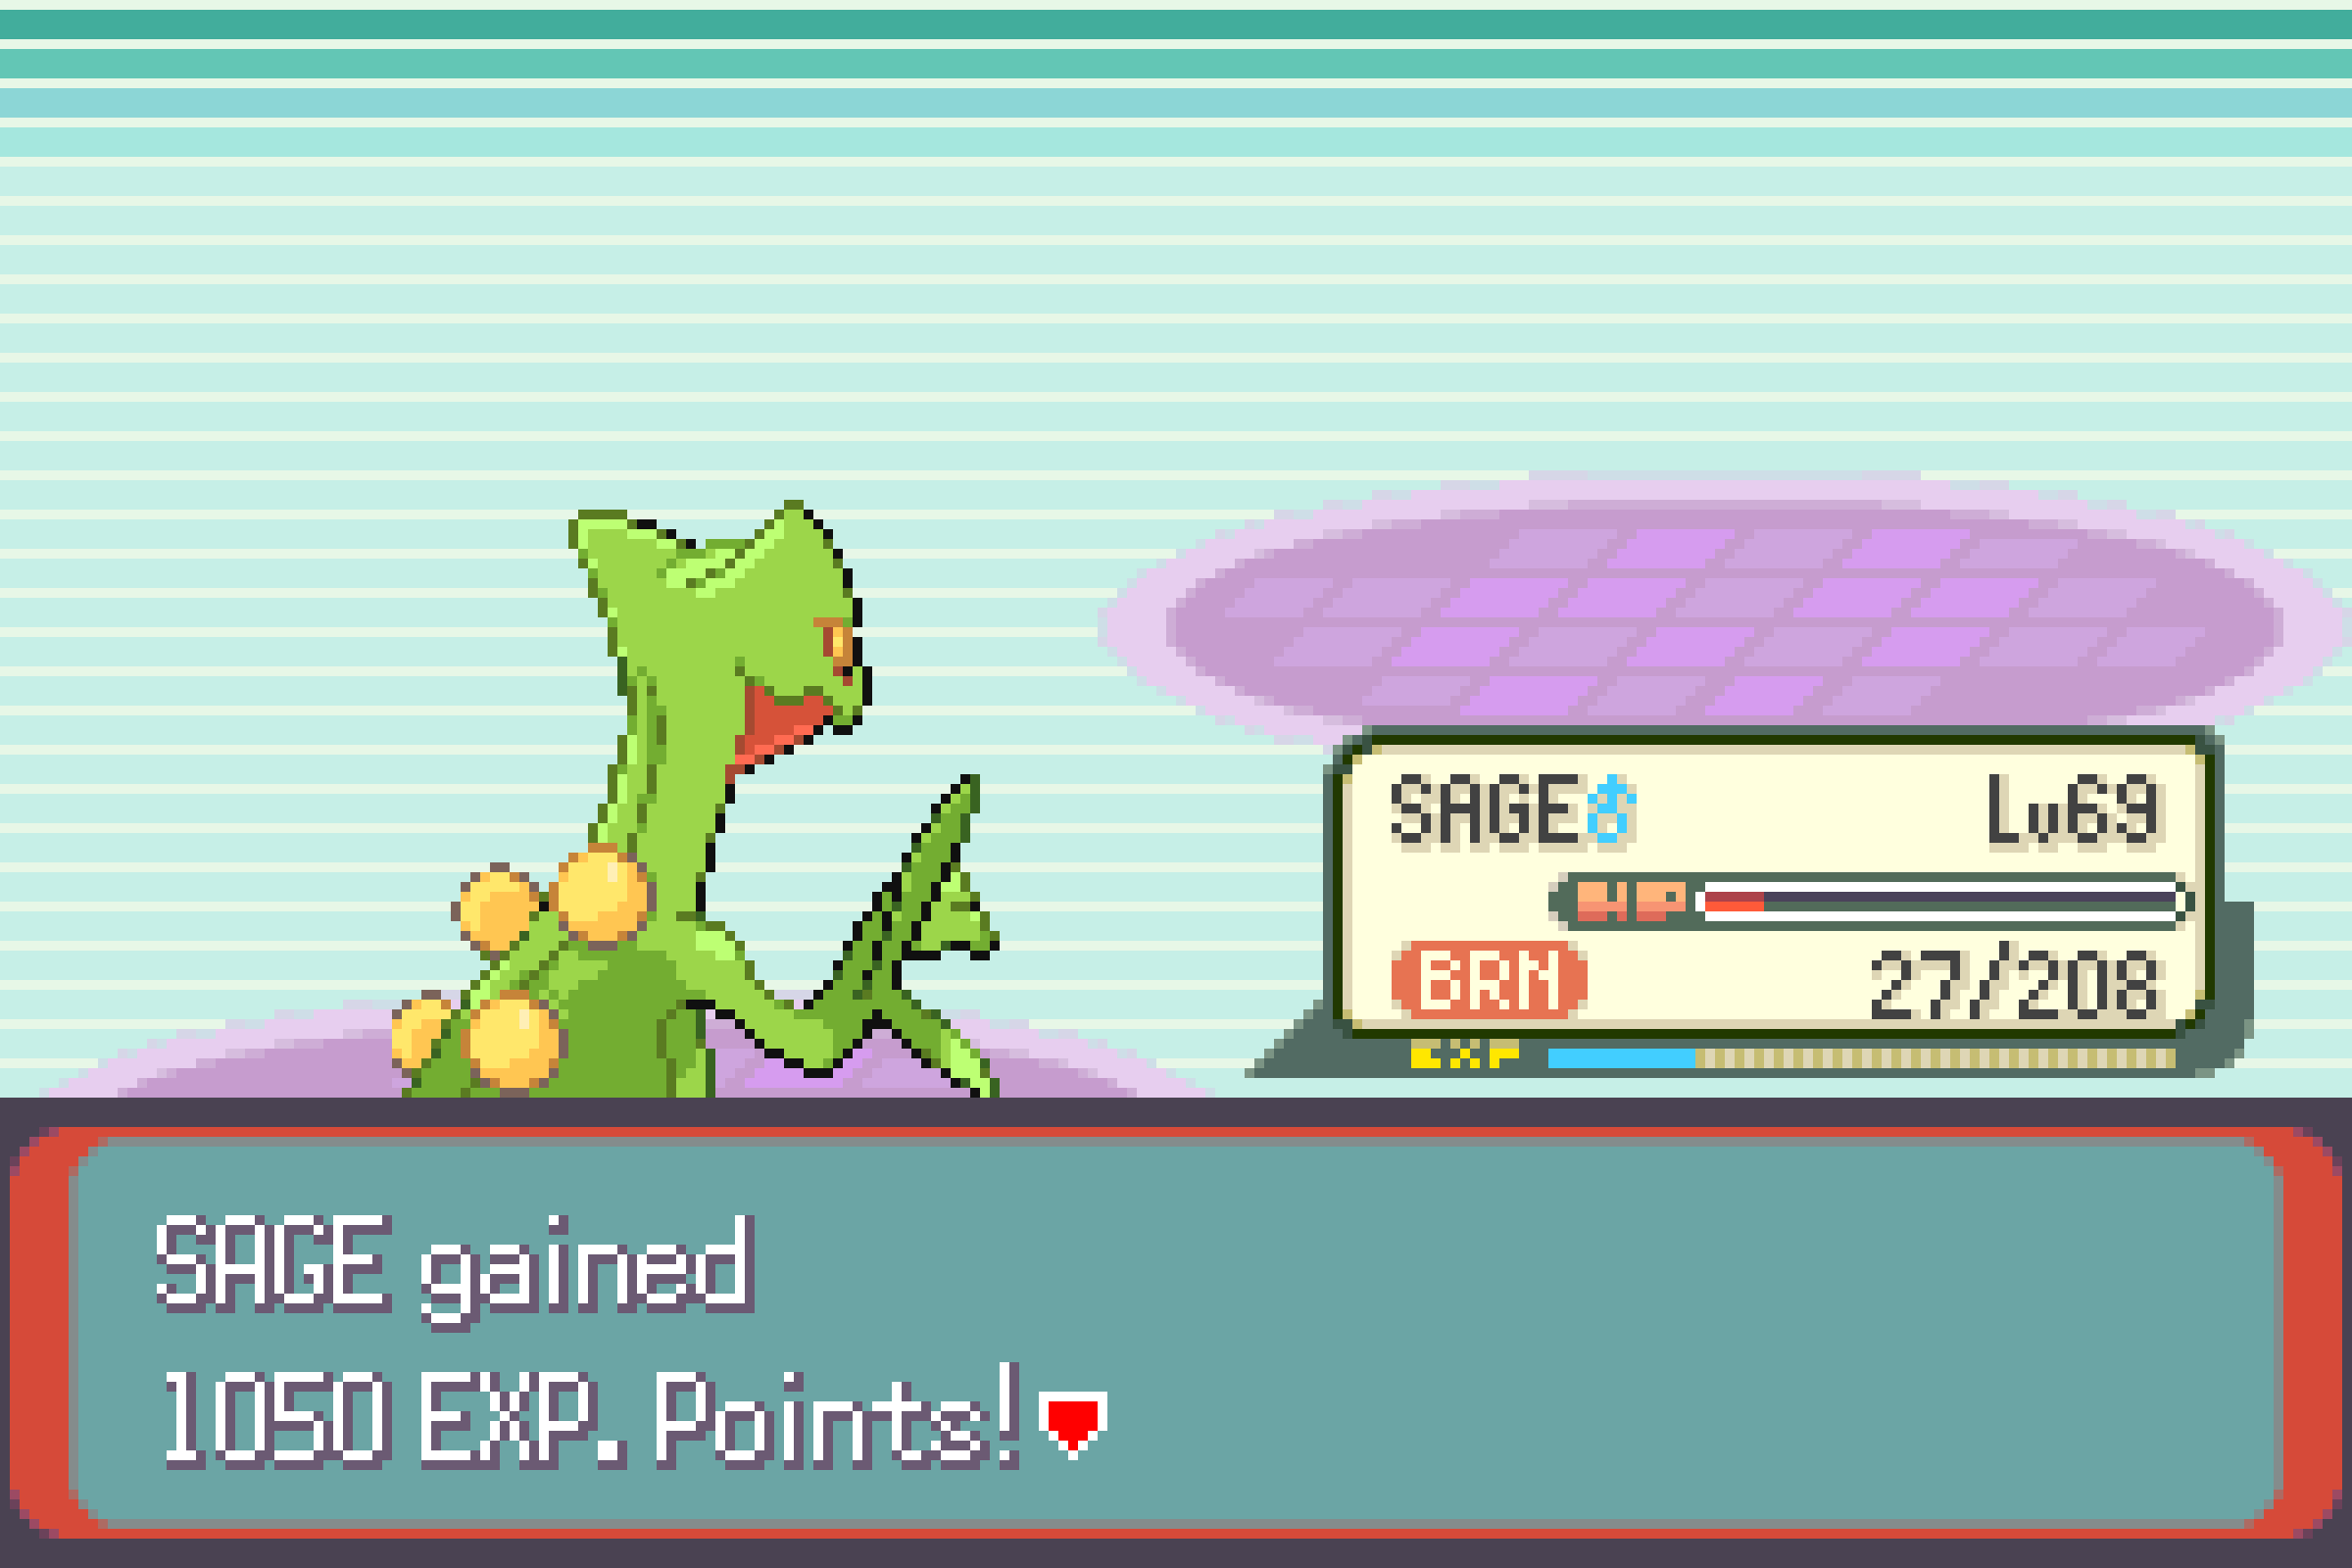 SAGE♂ Lv69
HP
BRN 27/208
EXP
SAGE gained
1050 EXP. Points!